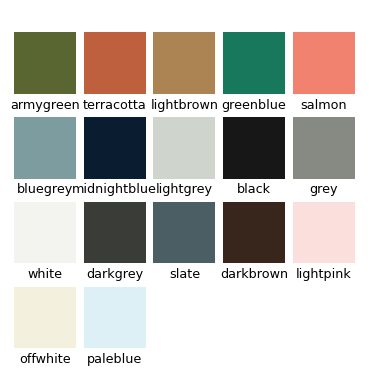 armygreen terracotta lightbrown greenblue salmon
bluegrey midnightblue lightgrey black grey
white darkgrey slate darkbrown lightpink
offwhite paleblue